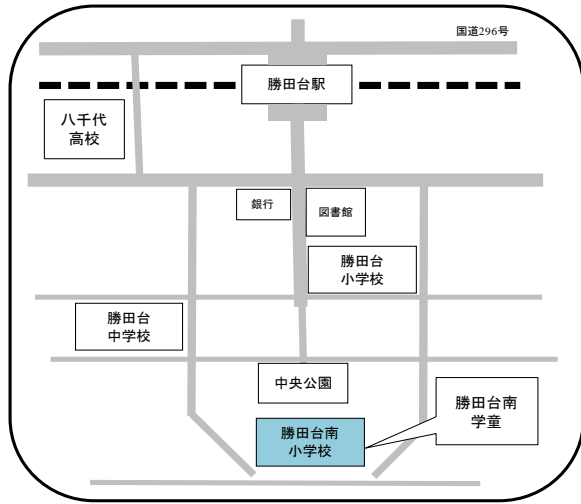 国道296号
勝田台駅
八千代
高校
銀行
図書館
勝田台
小学校
勝田台
中学校
中央公園
勝田台南
学童
勝田台南
小学校